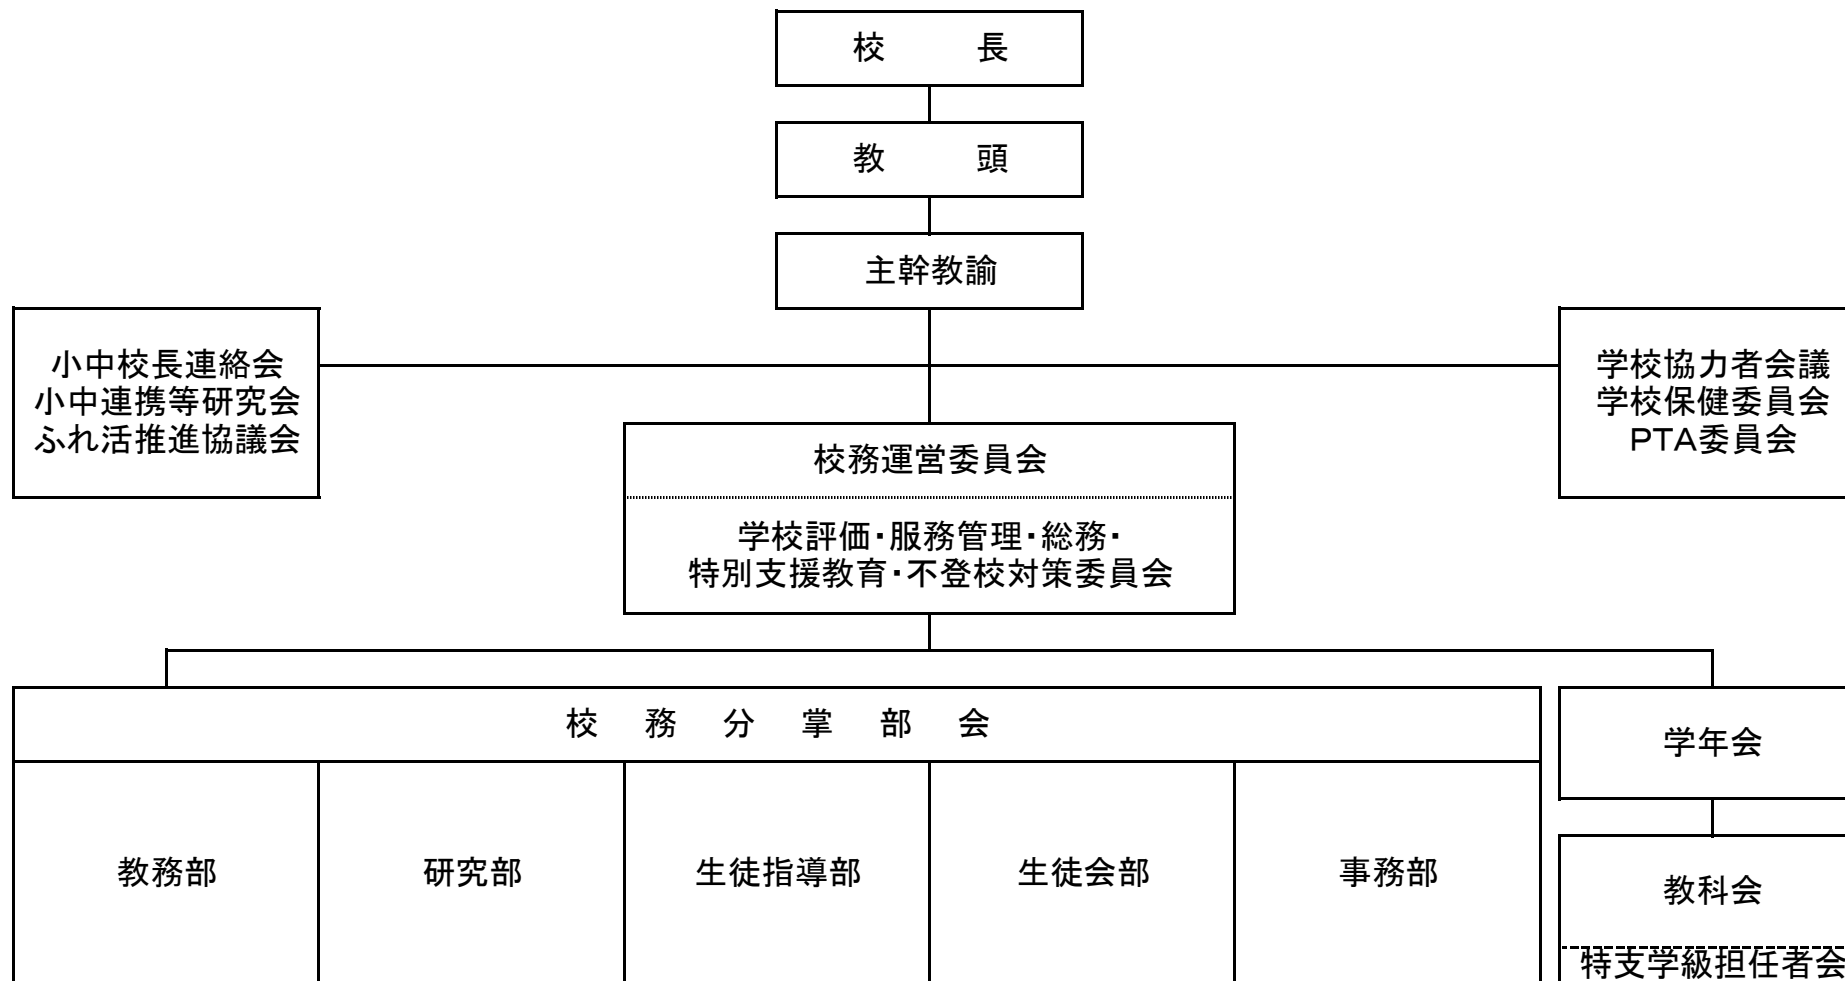 校長
教頭
主幹教諭
小中校長連絡会
小中連携等研究会
ふれ活推進協議会
学校協力者会議
学校保健委員会
PTA委員会
校務運営委員会
学校評価・服務管理・総務・
特別支援教育・不登校対策委員会
校務分掌部会
学年会
教務部
研究部
生徒指導部
生徒会部
事務部
教科会
特支学級担任者会